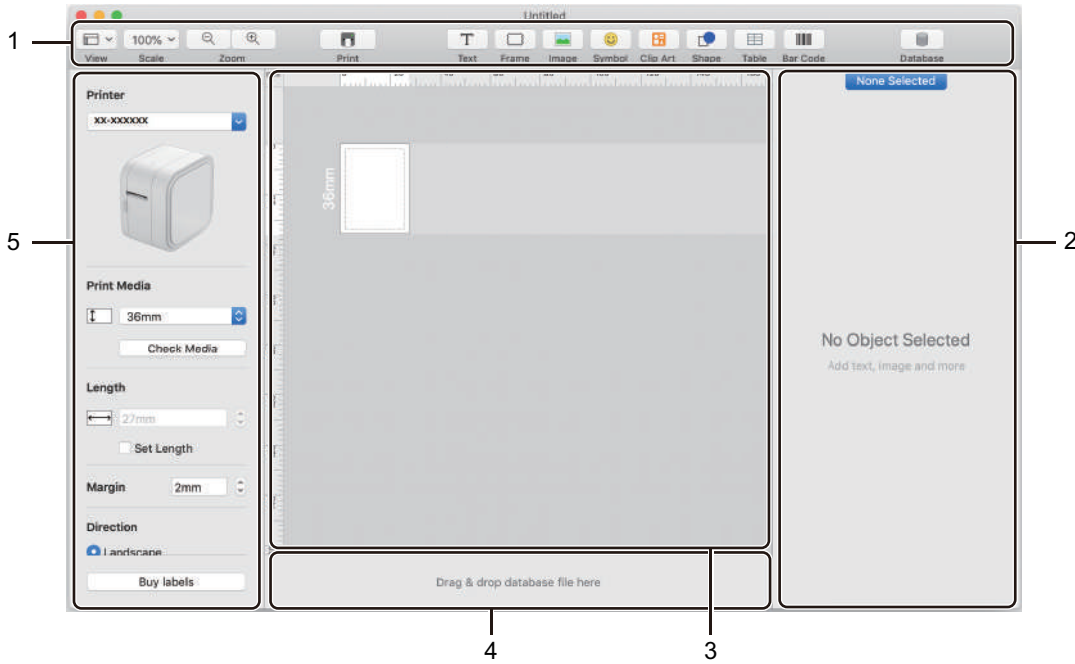 Untitled
1
100%
View Scale Zoom Print Text Frame Image Symbol Clip Art Shape Table Bar Code Database
None Selected
Printer
XX-XXXXXX
36mm
5
2
Print Media
36mm
Check Media
No Object Selected
Add text, image and more
Length
27mm
Set Length
Margin 2mm
Direction
Landscape
Buy labels
Drag & drop database file here
4
3